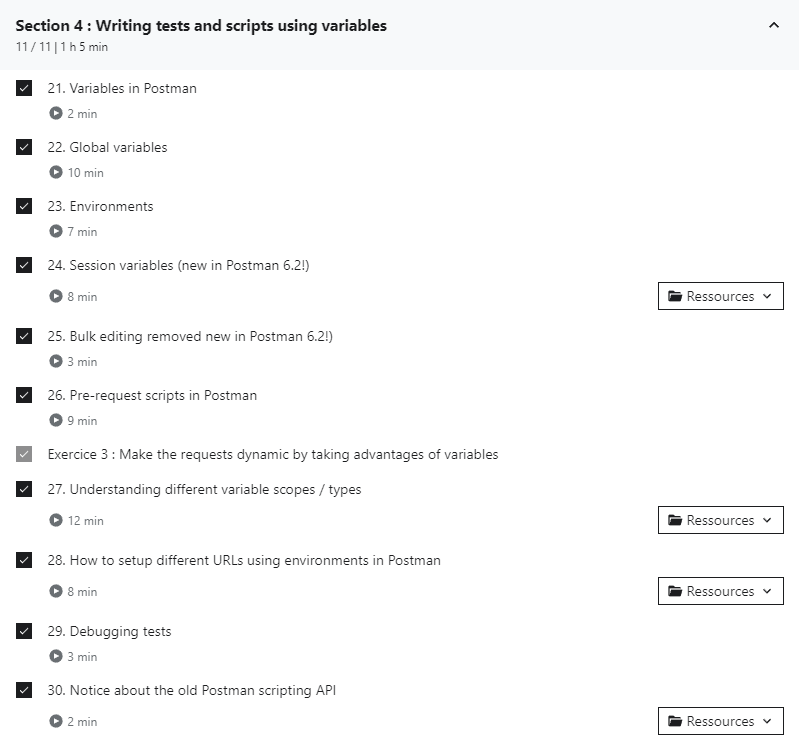 Section 4 : Writing tests and scripts using variables
11 / 11 | 1 h 5 min
21. Variables in Postman
2 min
22. Global variables
10 min
23. Environments
7 min
24. Session variables (new in Postman 6.2!)
8 min
Ressources
25. Bulk editing removed new in Postman 6.2!)
3 min
26. Pre-request scripts in Postman
9 min
Exercice 3 : Make the requests dynamic by taking advantages of variables
27. Understanding different variable scopes / types
12 min
Ressources
28. How to setup different URLs using environments in Postman
8 min
Ressources
29. Debugging tests
3 min
30. Notice about the old Postman scripting API
2 min
Ressources